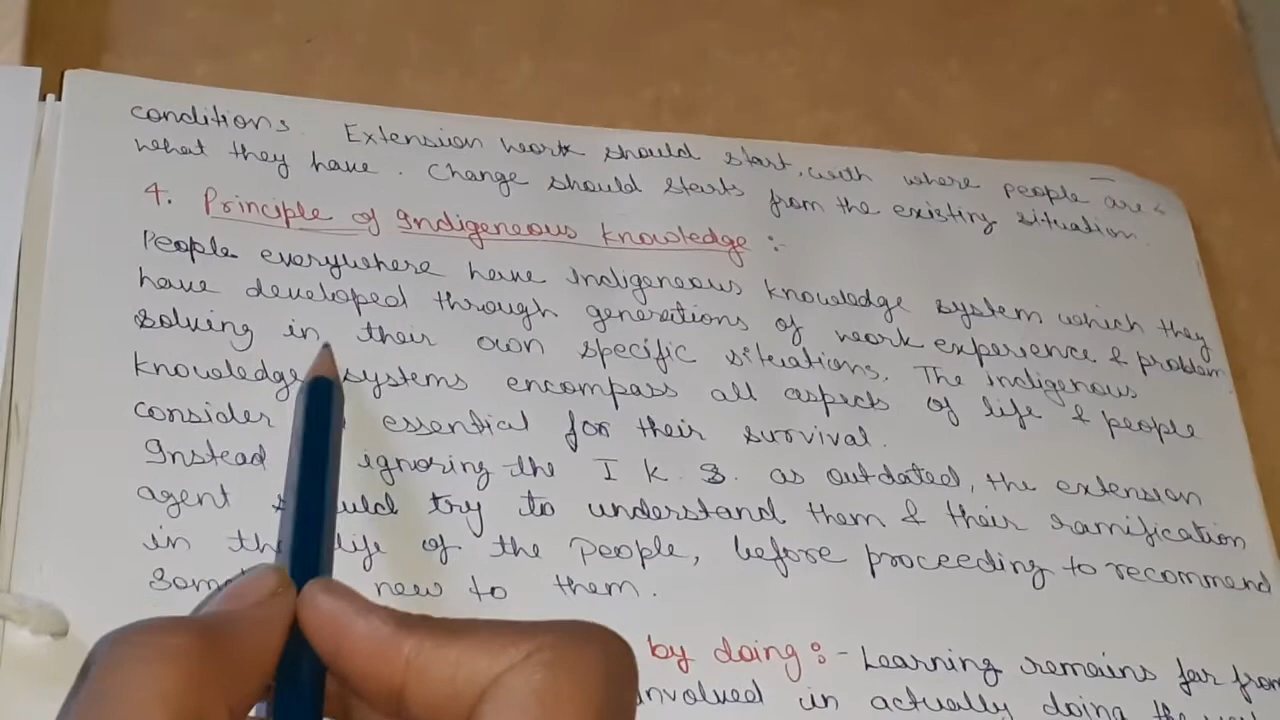 conditions. Extension work should start, with where people are &
what they have. Change should starts from the existing situation.
4. Principle of Indigeneous knowledge :-
People everywhere have indigeneous knowledge system which they
have developed through generations of work experience & problem
solving in their own specific situations. The indigenous
knowledge systems encompass all aspects of life & people
consider essential for their survival.
Instead ignoring the I K S. as outdated, the extension
agent should try to understand them & their ramification
in the life of the people, before proceeding to recommend
new to them.
by doing :- Learning remains far from
involved in actually doing the